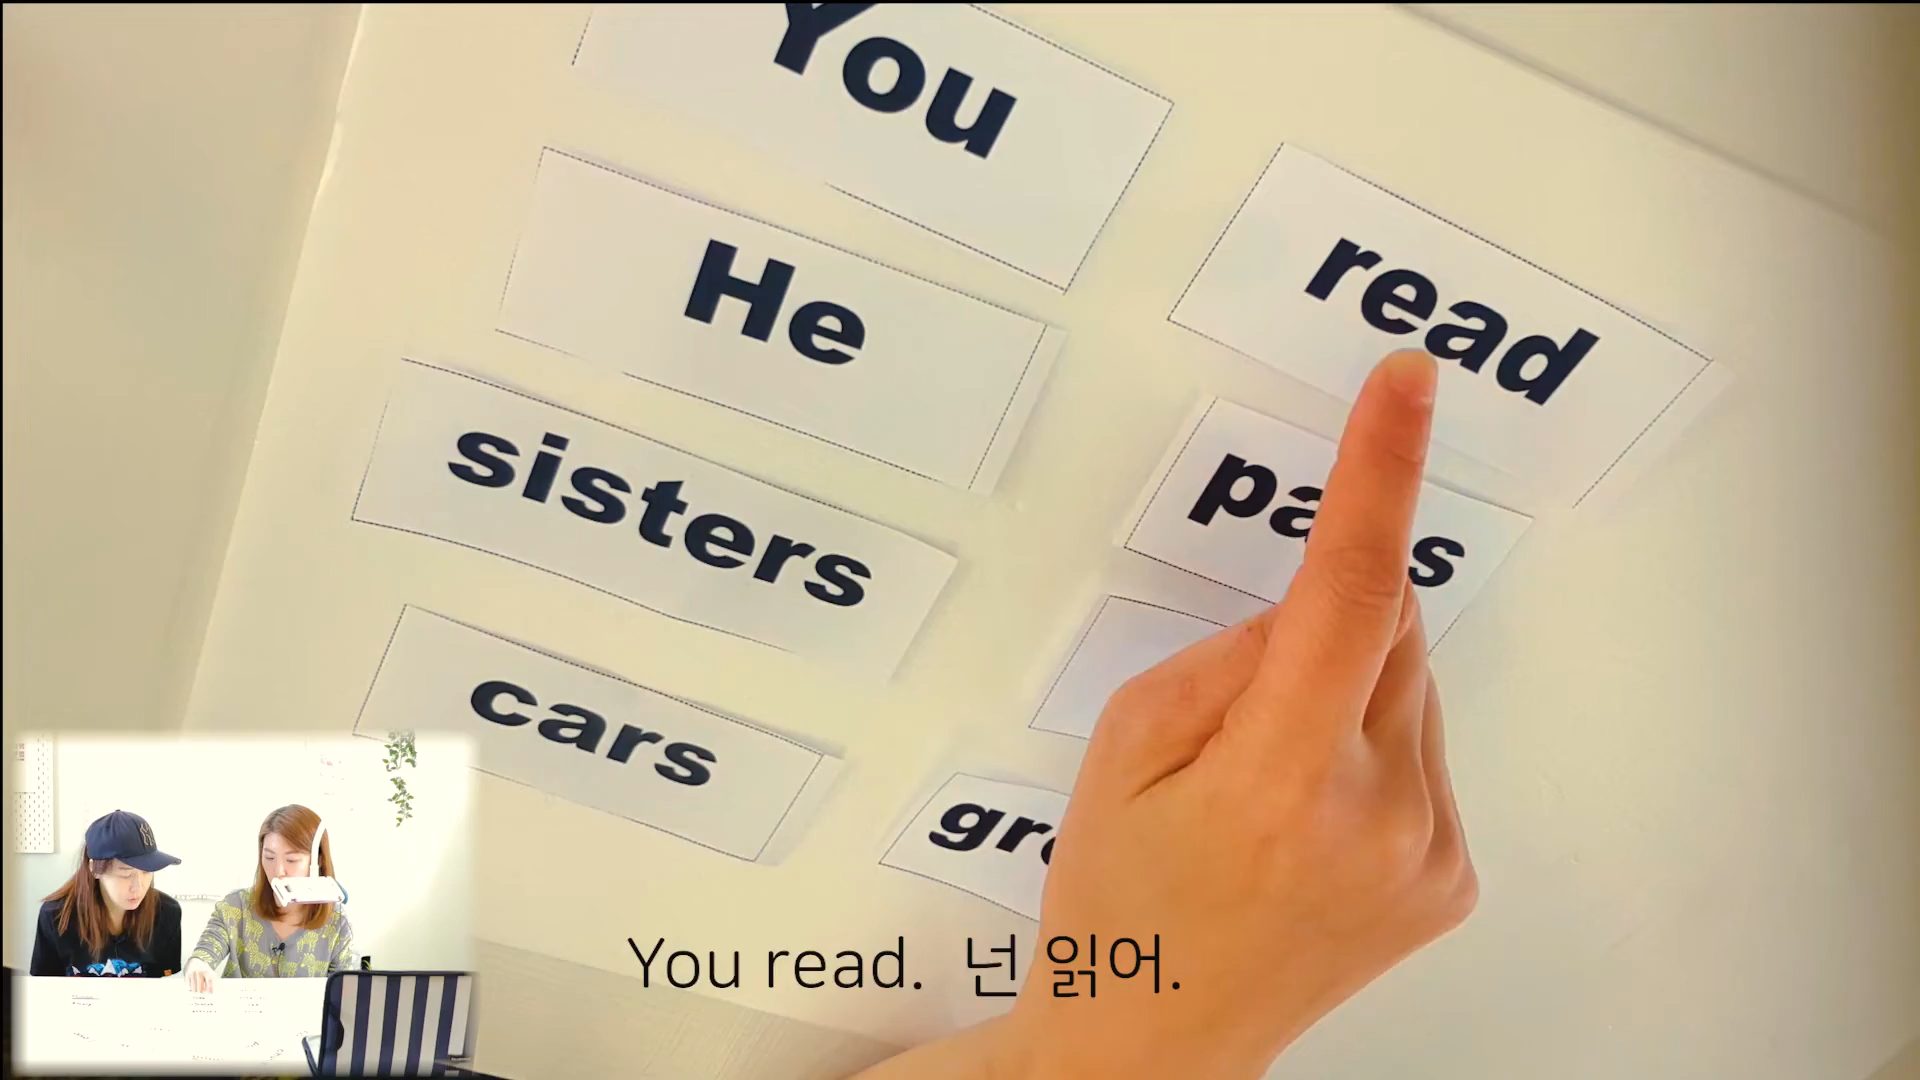 You
read
He
sisters
cars
You read. 넌 읽어.